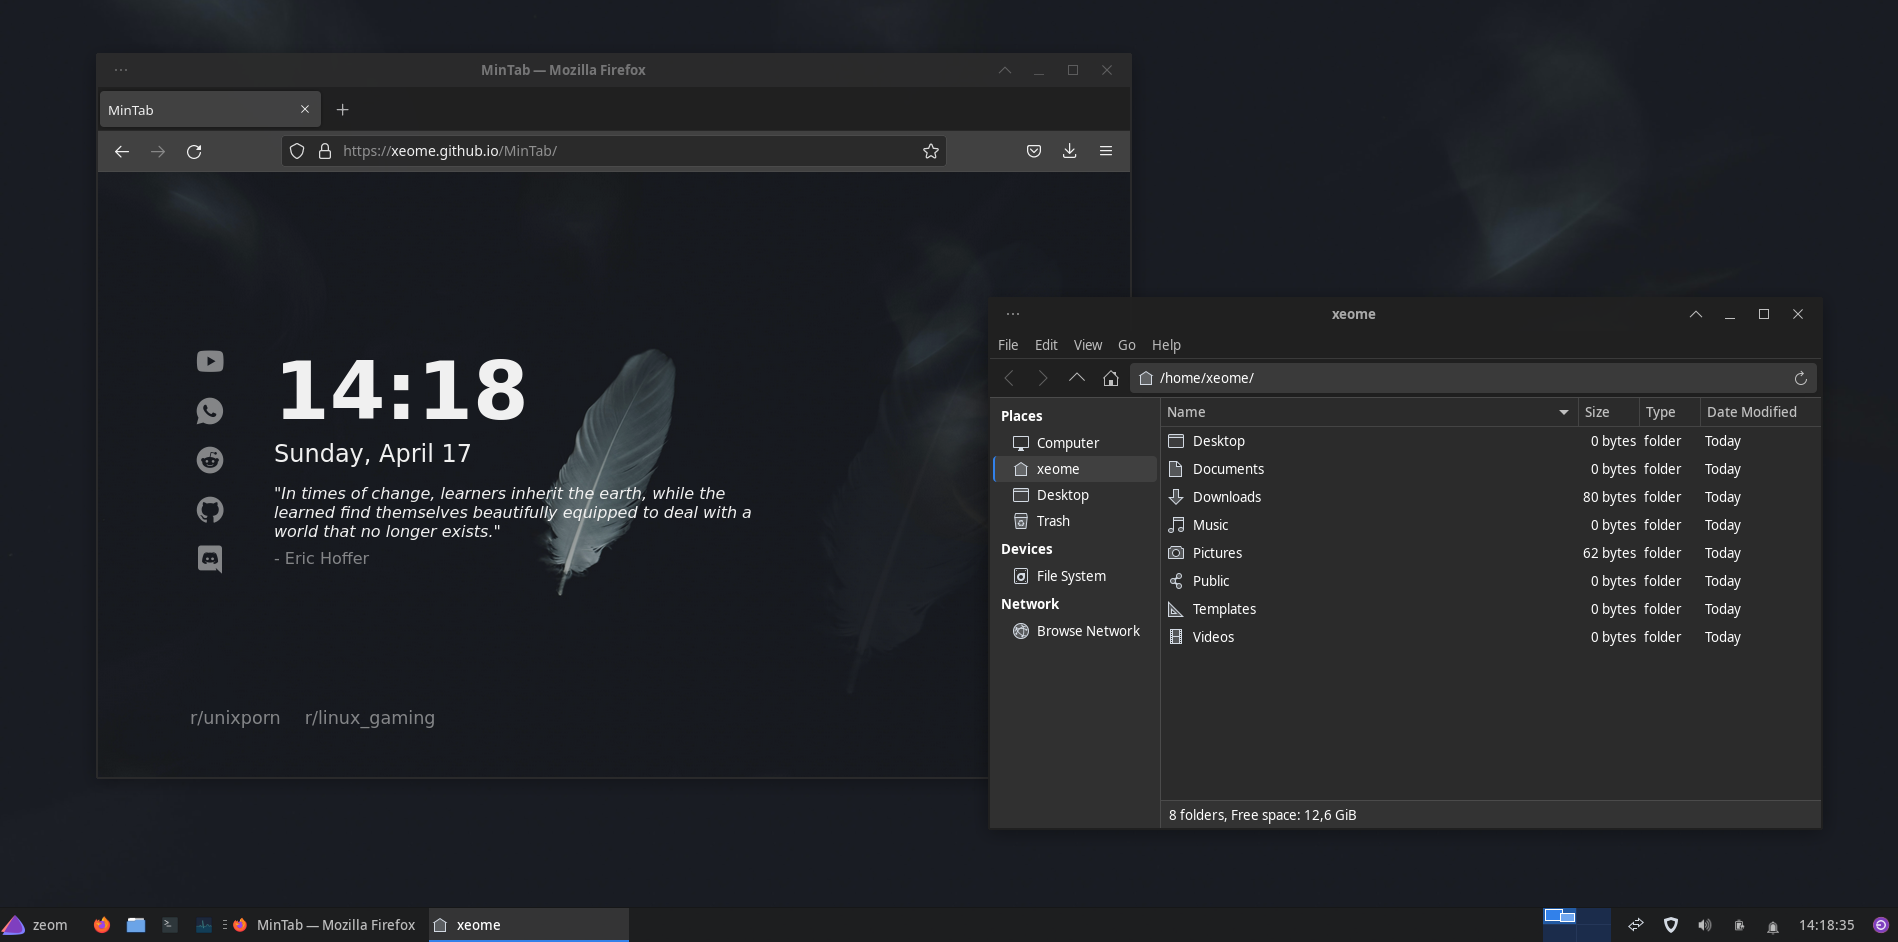 MinTab — Mozilla Firefox
MinTab
https://xeome.github.io/MinTab/
14:18
Sunday, April 17
"In times of change, learners inherit the earth, while the
learned find themselves beautifully equipped to deal with a
world that no longer exists."
- Eric Hoffer
r/unixporn r/linux_gaming
xeome
File Edit View Go Help
/home/xeome/
Places
Computer
xeome
Desktop
Trash
Devices
File System
Network
Browse Network
Name Size Type Date Modified
Desktop 0 bytes folder Today
Documents 0 bytes folder Today
Downloads 80 bytes folder Today
Music 0 bytes folder Today
Pictures 62 bytes folder Today
Public 0 bytes folder Today
Templates 0 bytes folder Today
Videos 0 bytes folder Today
8 folders, Free space: 12,6 GiB
zeom MinTab — Mozilla Firefox xeome 14:18:35